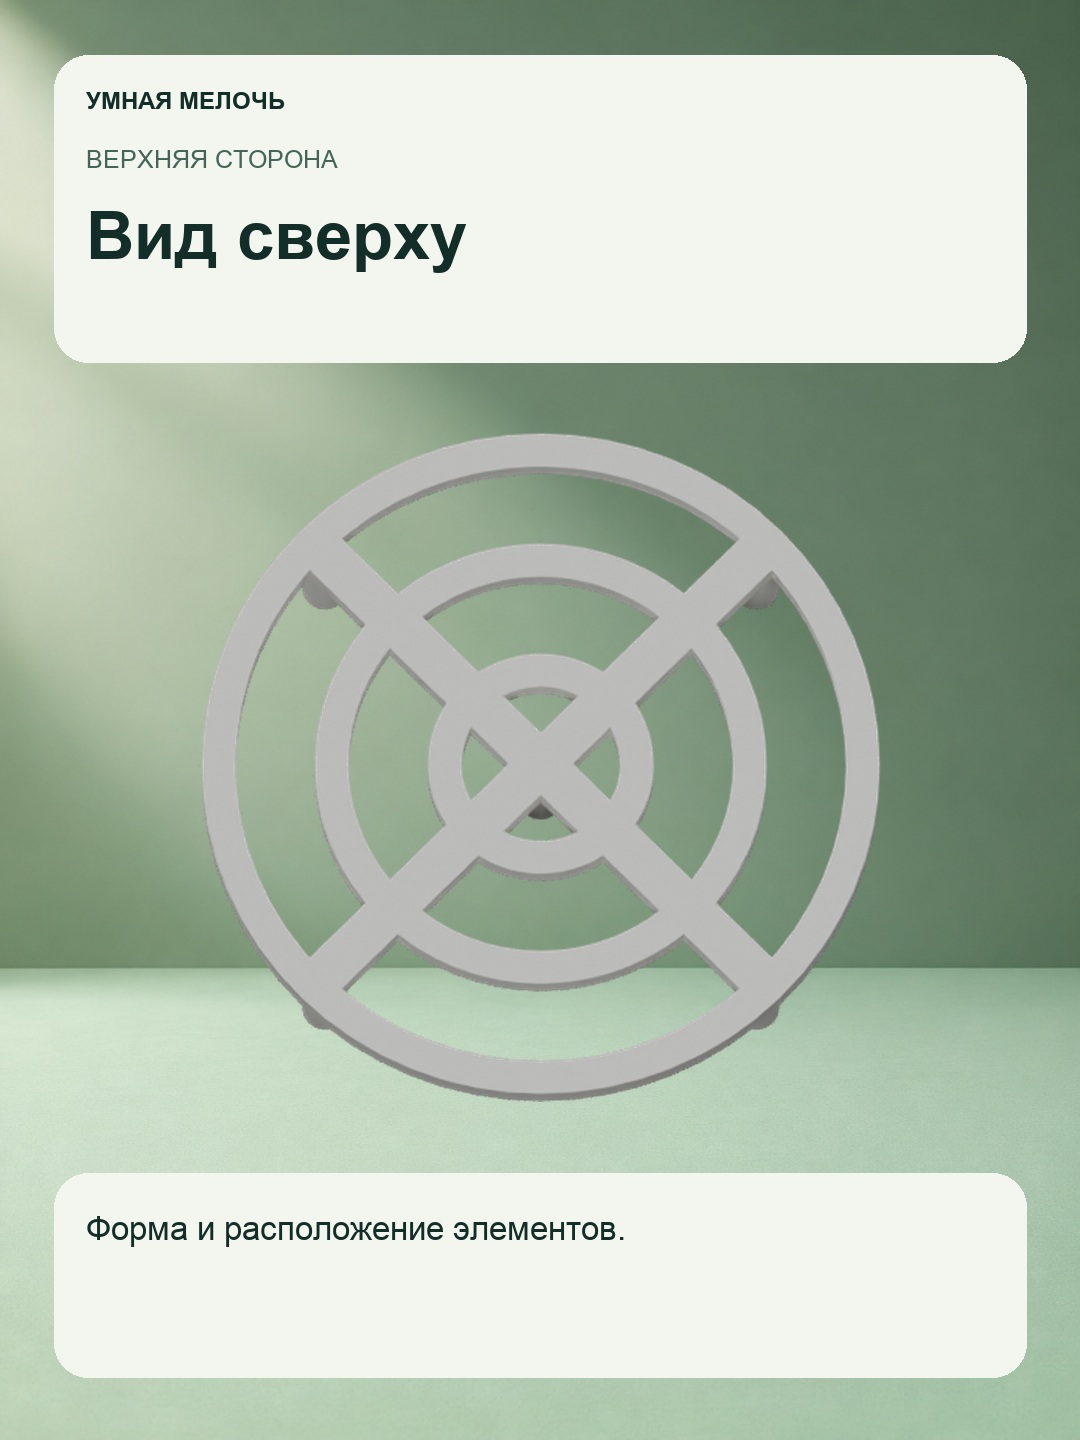 УМНАЯ МЕЛОЧЬ
ВЕРХНЯЯ СТОРОНА
Вид сверху
Форма и расположение элементов.